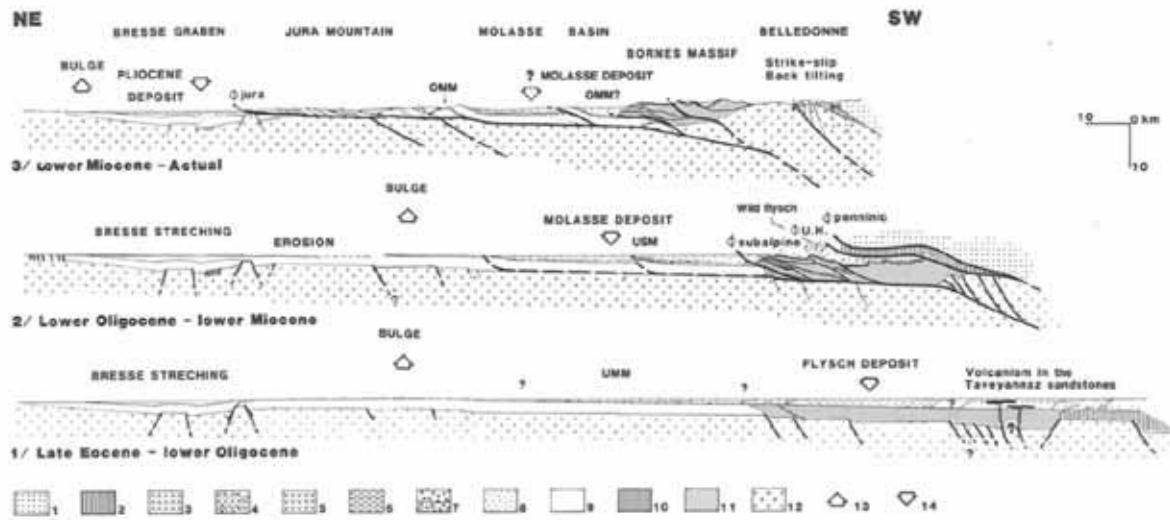 NE SW
BRESSE GRABEN JURA MOUNTAIN MOLASSE BASIN BELLEDONNE
BORNES MASSIF
BULGE Strike-slip
PLIOCENE ? MOLASSE DEPOSIT Back tilting
DEPOSIT jura OMM OMM?
10 0 km
10
3/ Lower Miocene - Actual
BULGE
Wild flysch penninic
BRESSE STRECHING MOLASSE DEPOSIT U.H.
EROSION USM subalpine
?
2/ Lower Oligocene - lower Miocene
BULGE
FLYSCH DEPOSIT
BRESSE STRECHING ? UMM ? Volcanism in the
Taveyannaz sandstones
?
?
?
1/ Late Eocene - lower Oligocene
1 2 3 4 5 6 7 8 9 10 11 12 13 14